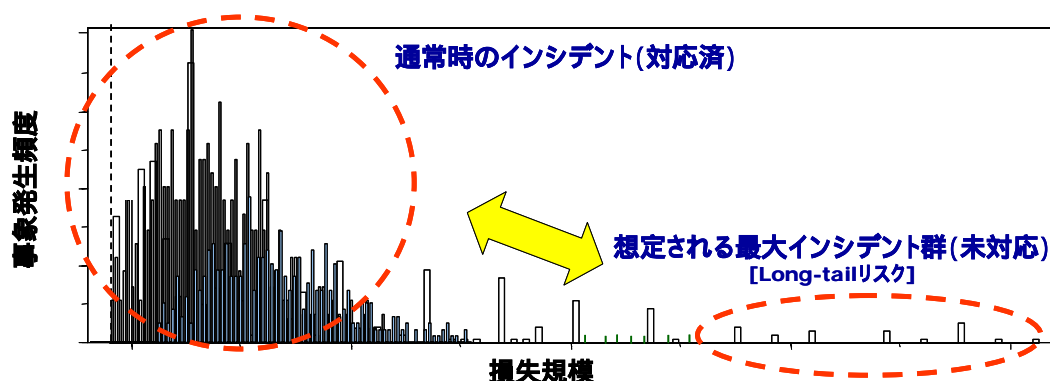 通常時のインシデント(対応済)
事象発生頻度
想定される最大インシデント群(未対応)
[Long-tailリスク]
損失規模